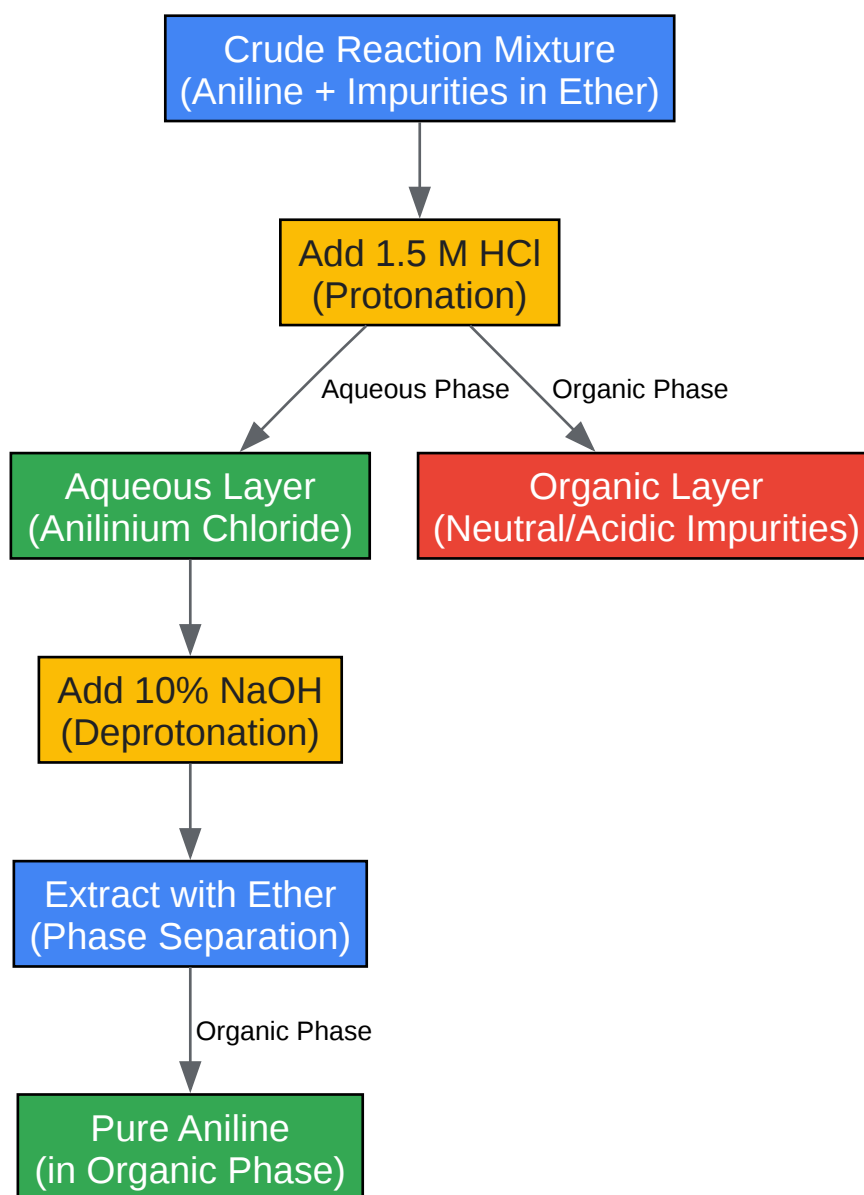 Crude Reaction Mixture
(Aniline + Impurities in Ether)
Add 1.5 M HCl
(Protonation)
Aqueous Phase
Organic Phase
Aqueous Layer
(Anilinium Chloride)
Organic Layer
(Neutral/Acidic Impurities)
Add 10% NaOH
(Deprotonation)
Extract with Ether
(Phase Separation)
Organic Phase
Pure Aniline
(in Organic Phase)